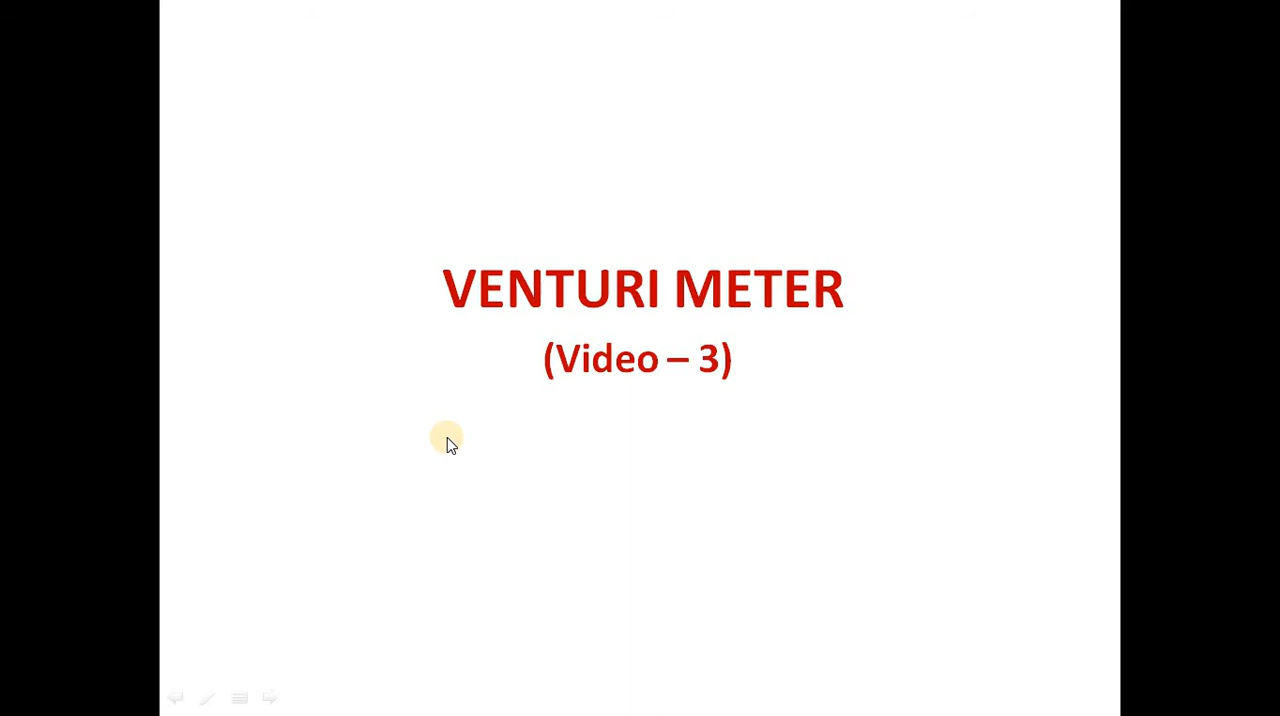 VENTURI METER
(Video – 3)